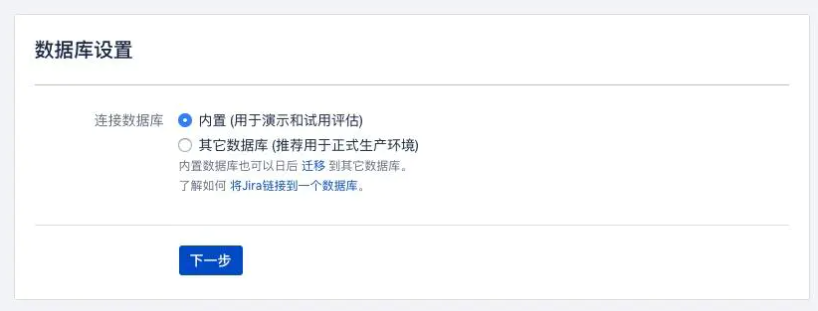 数据库设置
连接数据库 内置 (用于演示和试用评估)
其它数据库 (推荐用于正式生产环境)
内置数据库也可以日后 迁移 到其它数据库。
了解如何 将Jira链接到一个数据库。
下一步